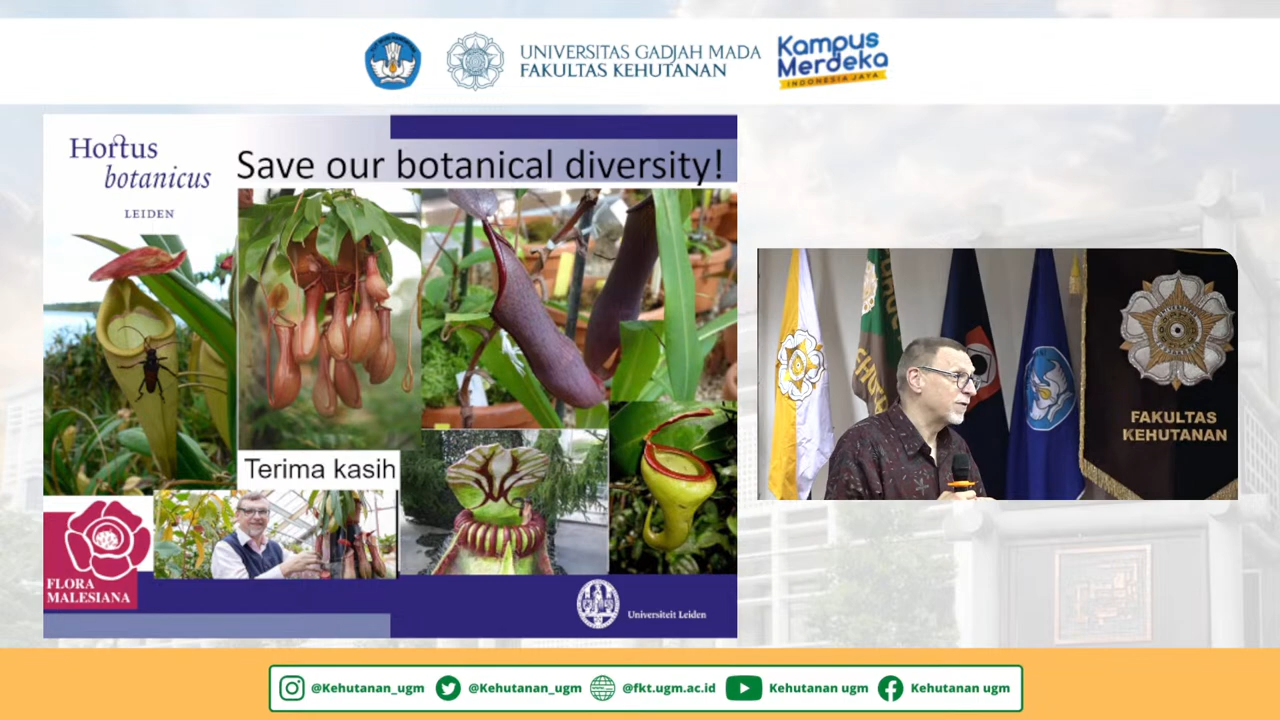 UNIVERSITAS GADJAH MADA
FAKULTAS KEHUTANAN
Kampus
Merdeka
INDONESIA JAYA
Hortus
botanicus
LEIDEN
Save our botanical diversity!
Terima kasih
FLORA
MALESIANA
Universiteit Leiden
FAKULTAS
KEHUTANAN
@Kehutanan_ugm
@Kehutanan_ugm
@fkt.ugm.ac.id
Kehutanan ugm
Kehutanan ugm